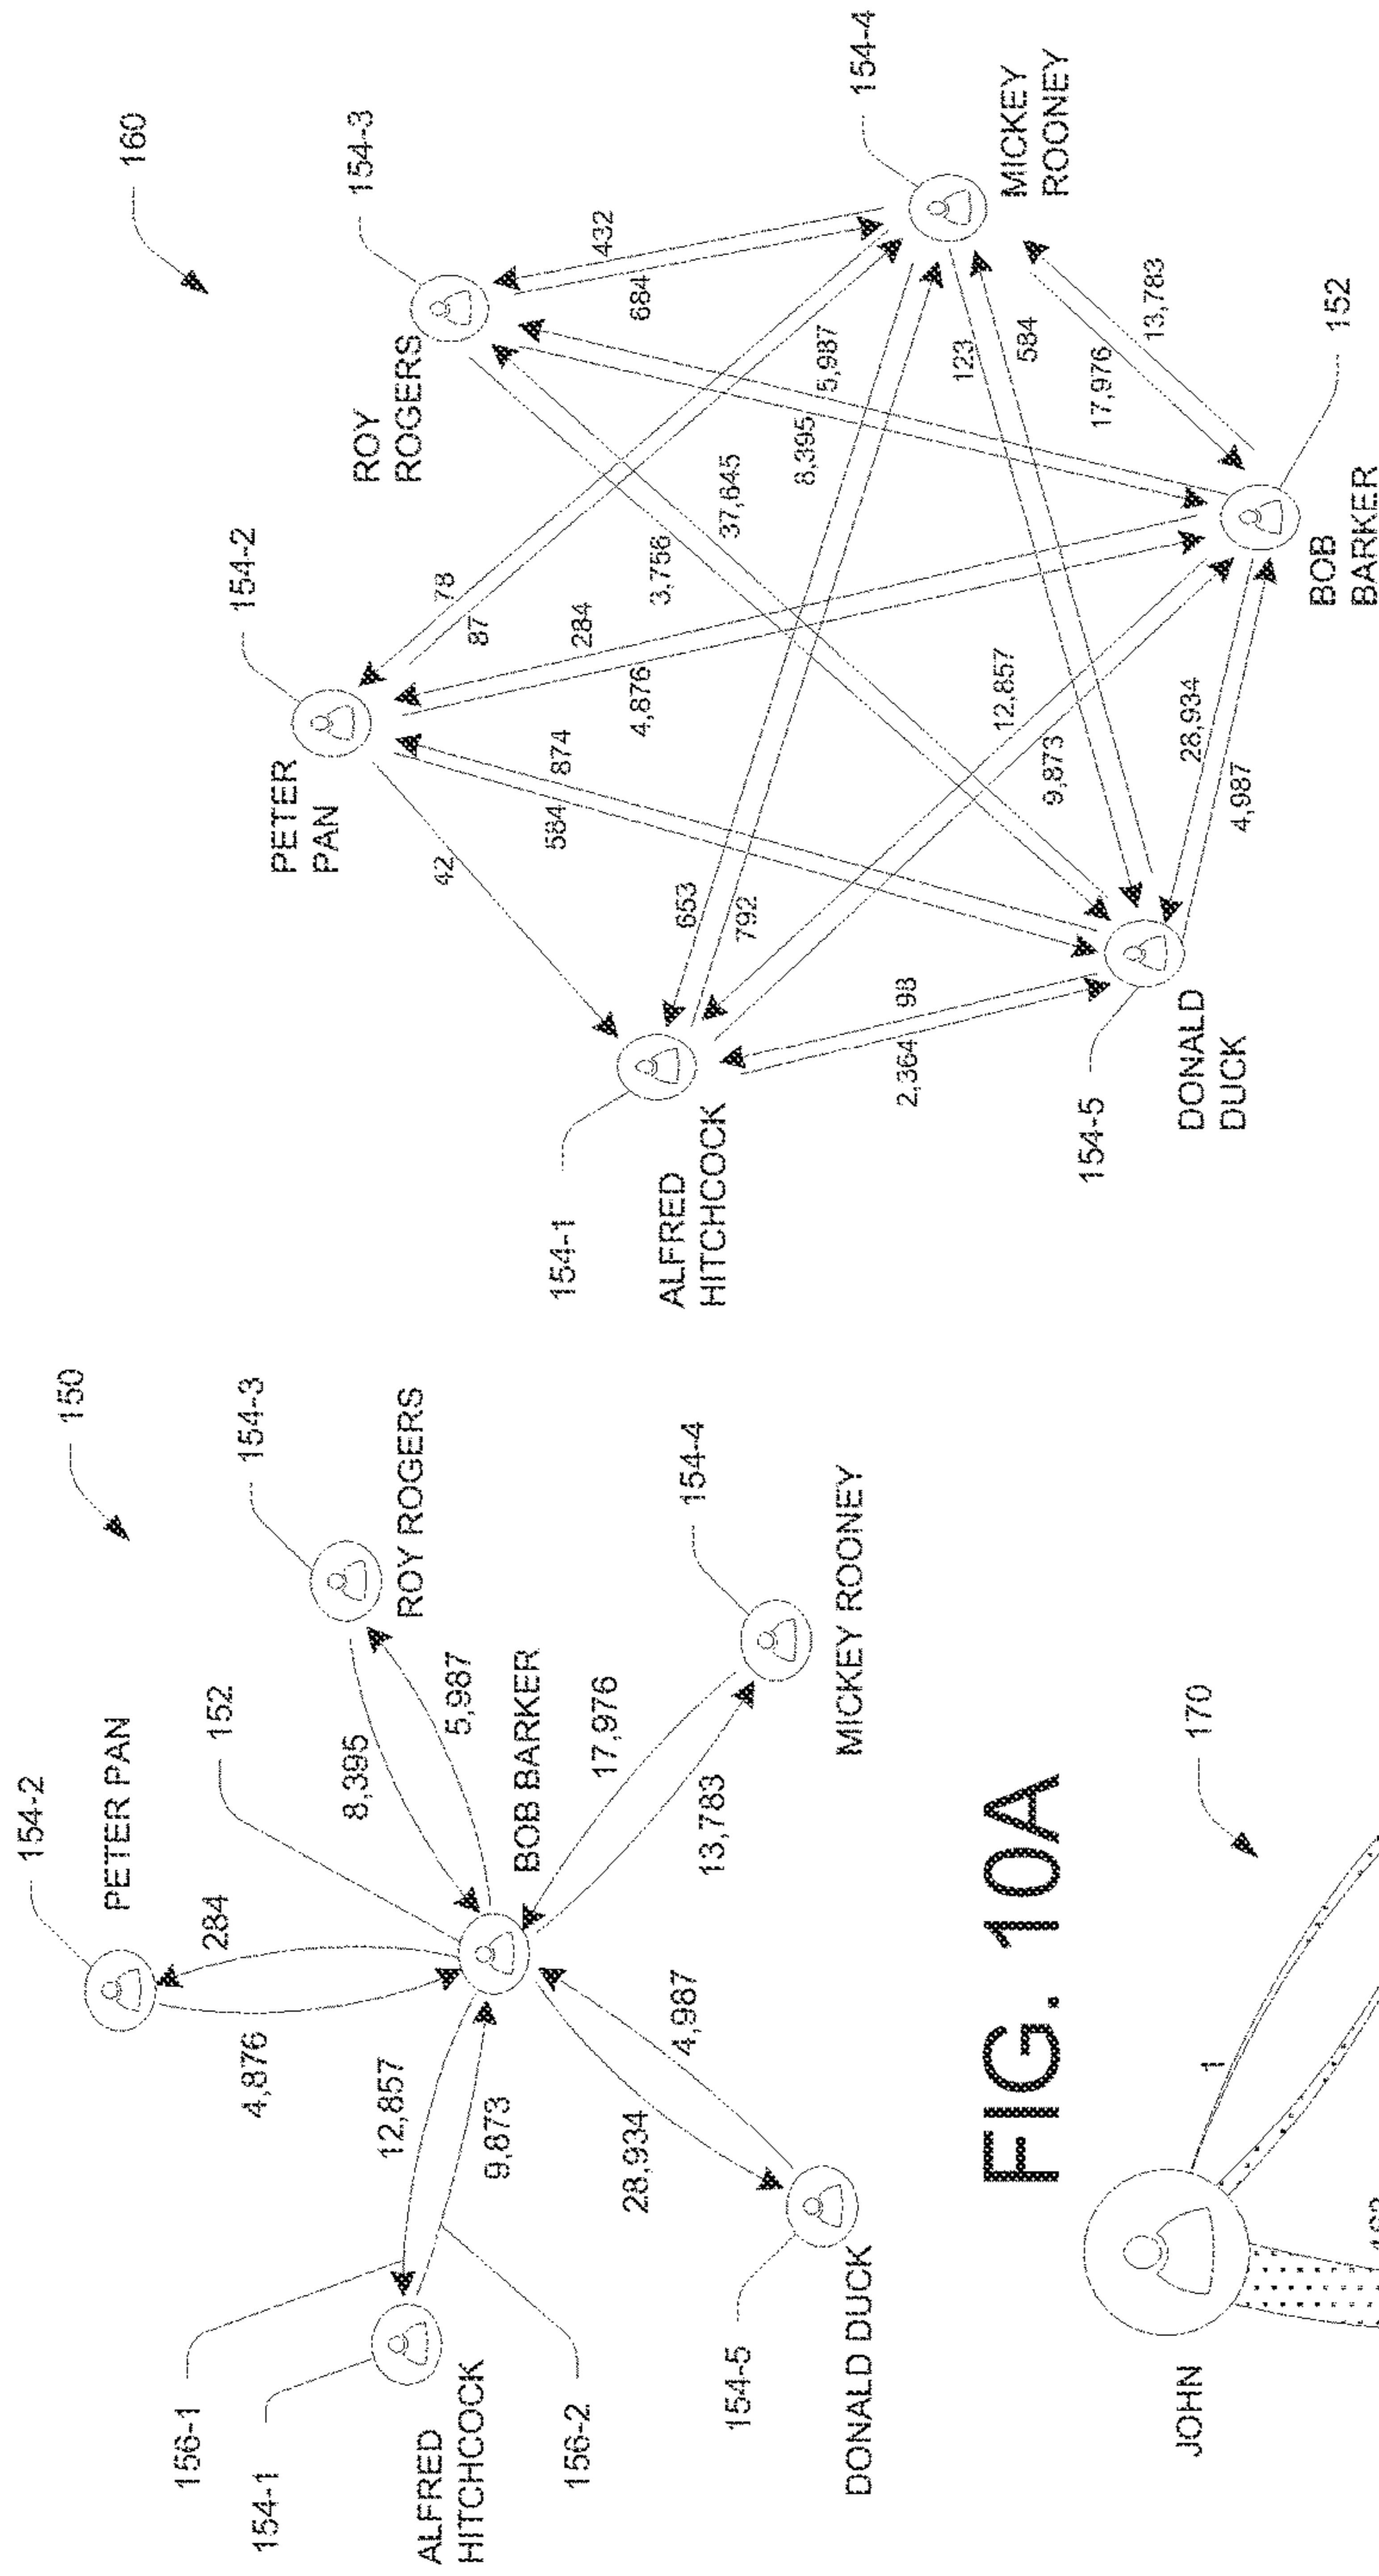 150
154-2
PETER PAN
154-3
ROY ROGERS
152
284
4,876
8,395
5,987
BOB BARKER
156-1
154-1
ALFRED
HITCHCOCK
12,857
9,873
156-2
17,976
13,783
154-4
MICKEY ROONEY
28,934
4,987
154-5
DONALD DUCK
FIG. 10A
160
154-2
PETER
PAN
154-3
ROY
ROGERS
432
684
154-4
MICKEY
ROONEY
78
87
42
284
4,876
584
874
3,756
37,645
8,395
5,987
123
584
17,976
13,783
152
BOB
BARKER
154-1
ALFRED
HITCHCOCK
653
792
12,857
9,873
2,364
98
28,934
4,987
154-5
DONALD
DUCK
170
JOHN
1